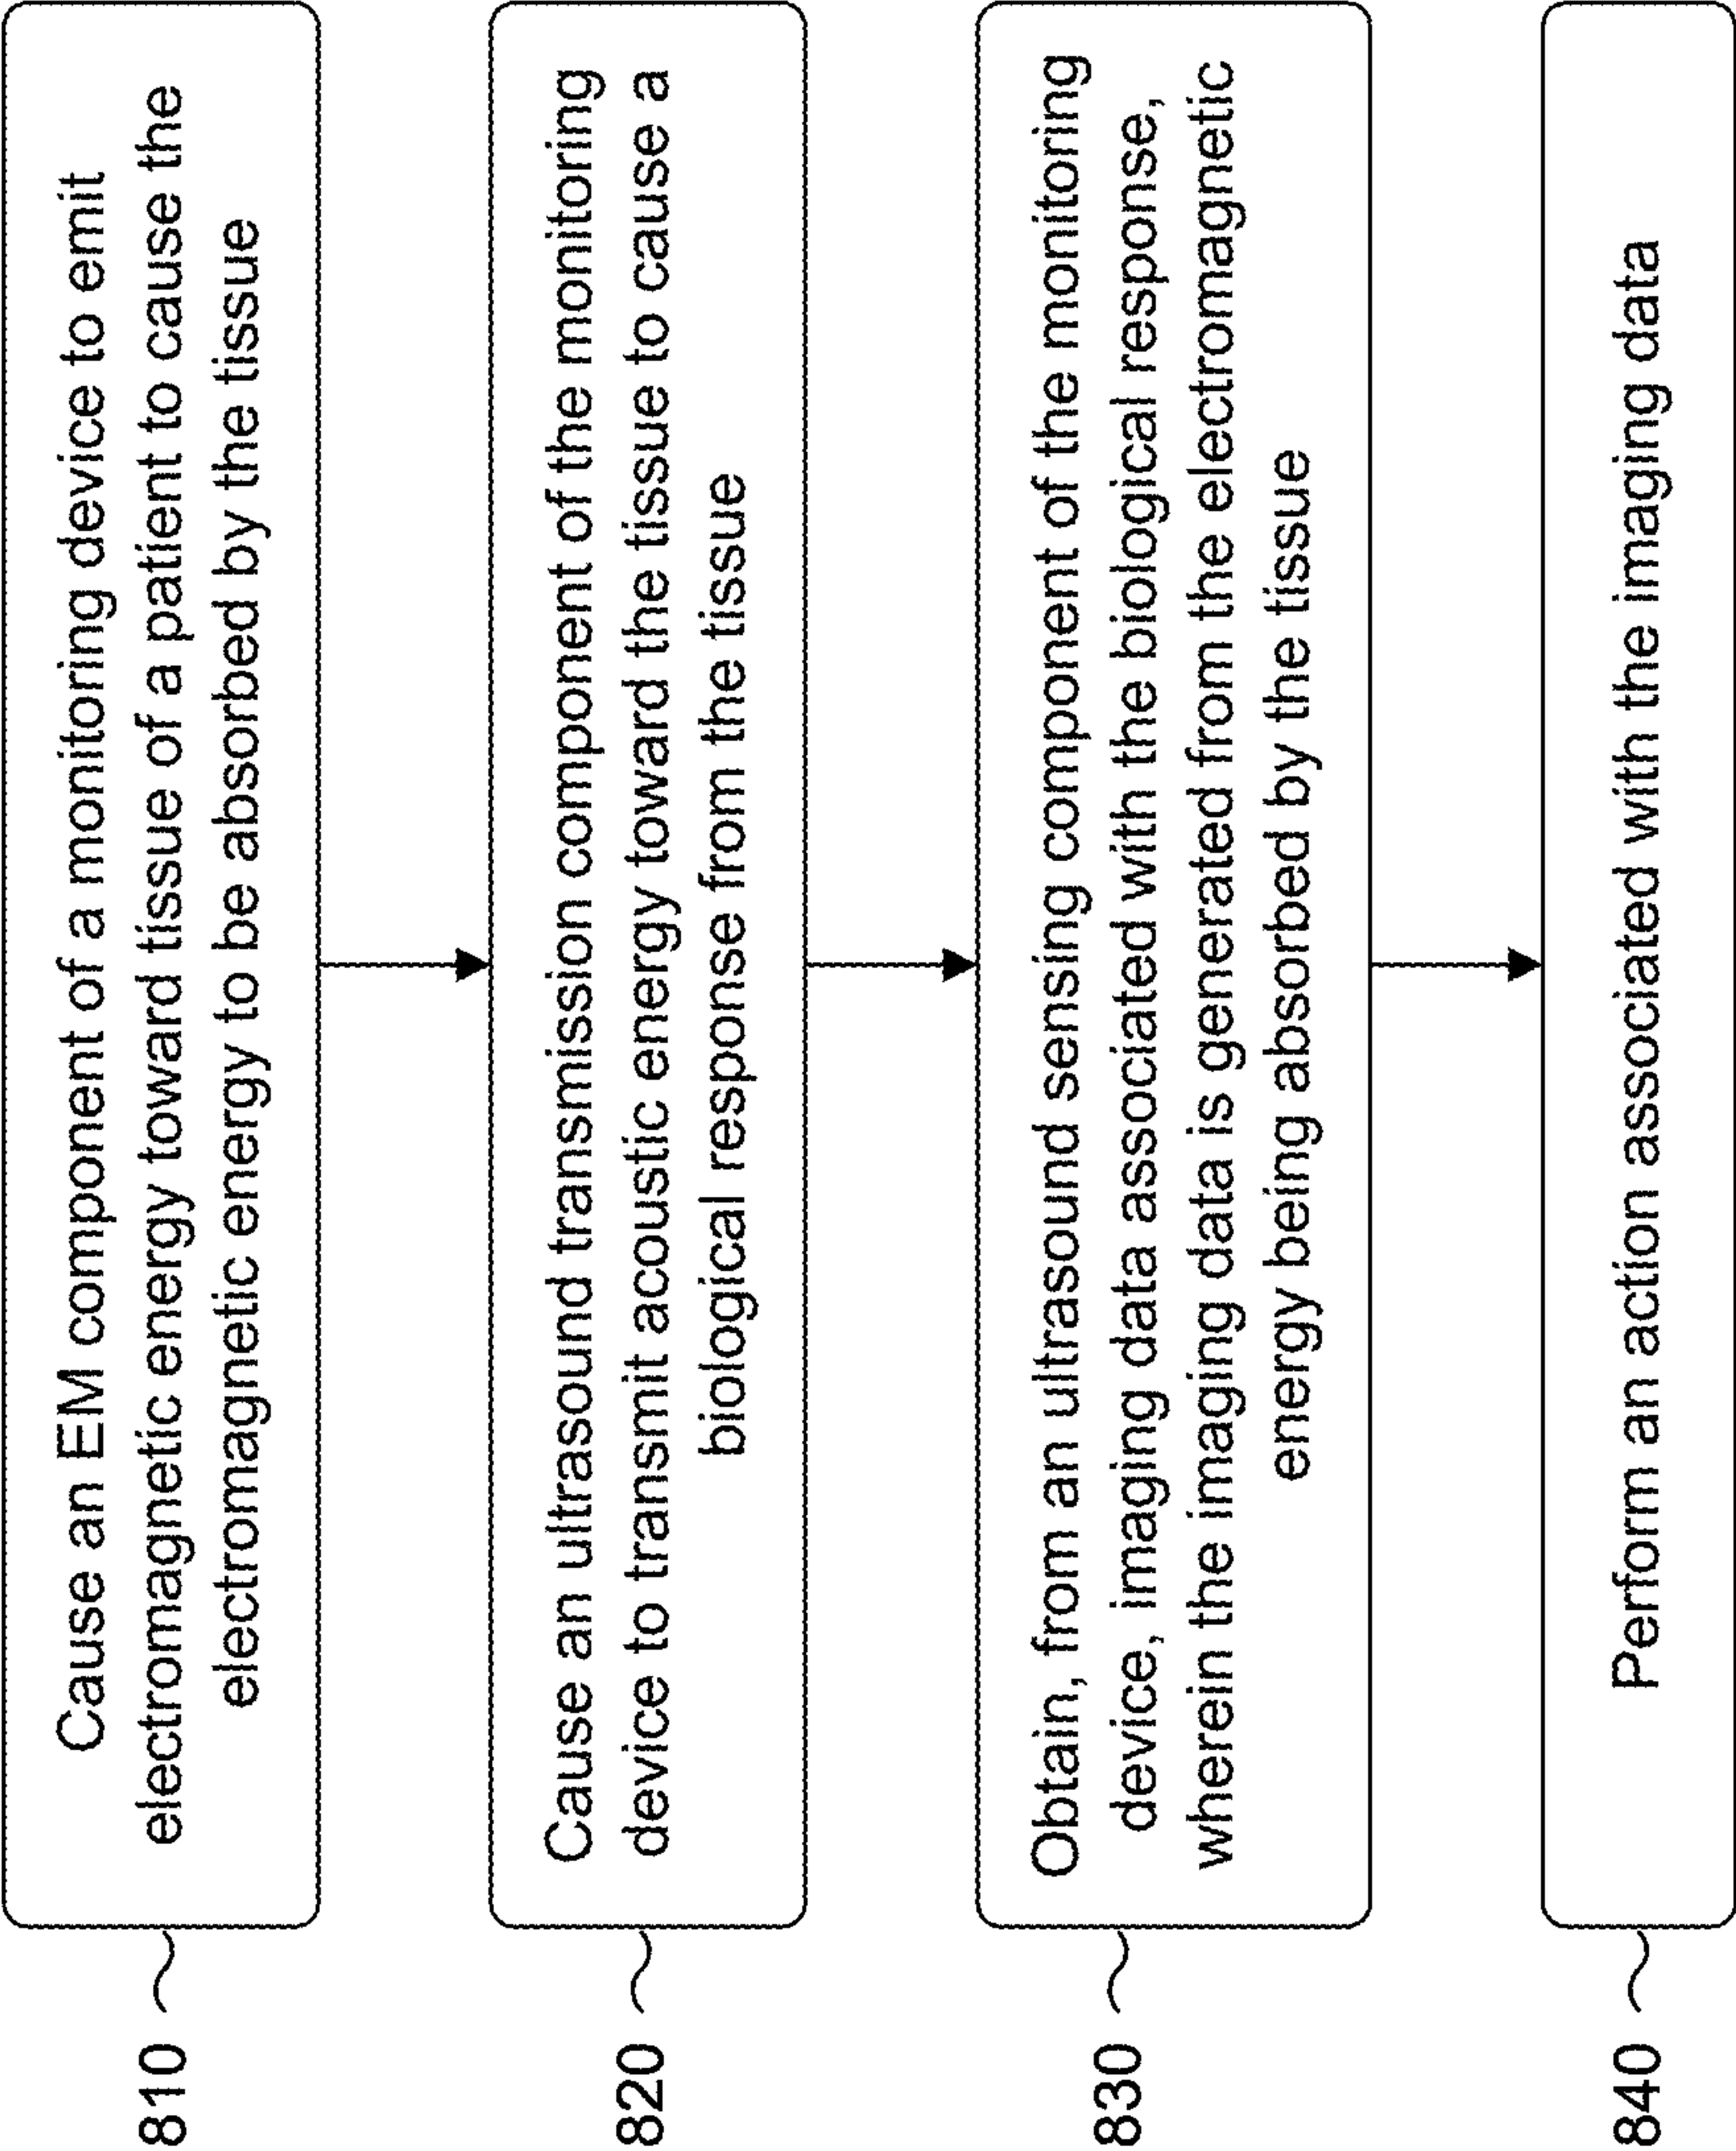 810
Cause an EM component of a monitoring device to emit
electromagnetic energy toward tissue of a patient to cause the
electromagnetic energy to be absorbed by the tissue
820
Cause an ultrasound transmission component of the monitoring
device to transmit acoustic energy toward the tissue to cause a
biological response from the tissue
830
Obtain, from an ultrasound sensing component of the monitoring
device, imaging data associated with the biological response,
wherein the imaging data is generated from the electromagnetic
energy being absorbed by the tissue
840
Perform an action associated with the imaging data